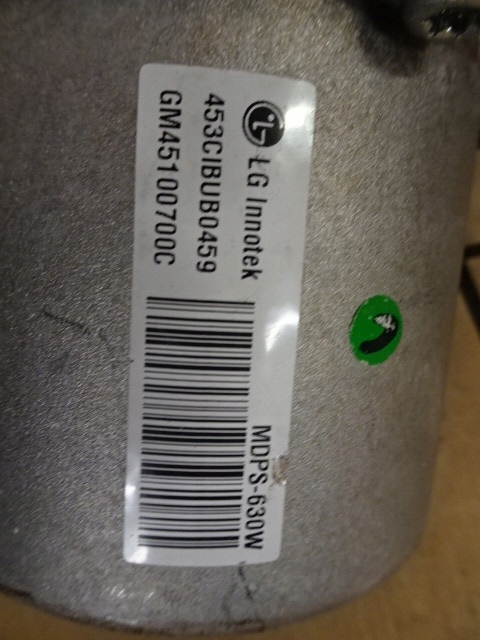 LG Innotek
453CIBUB0459
GM45100700C
MDPS-630W